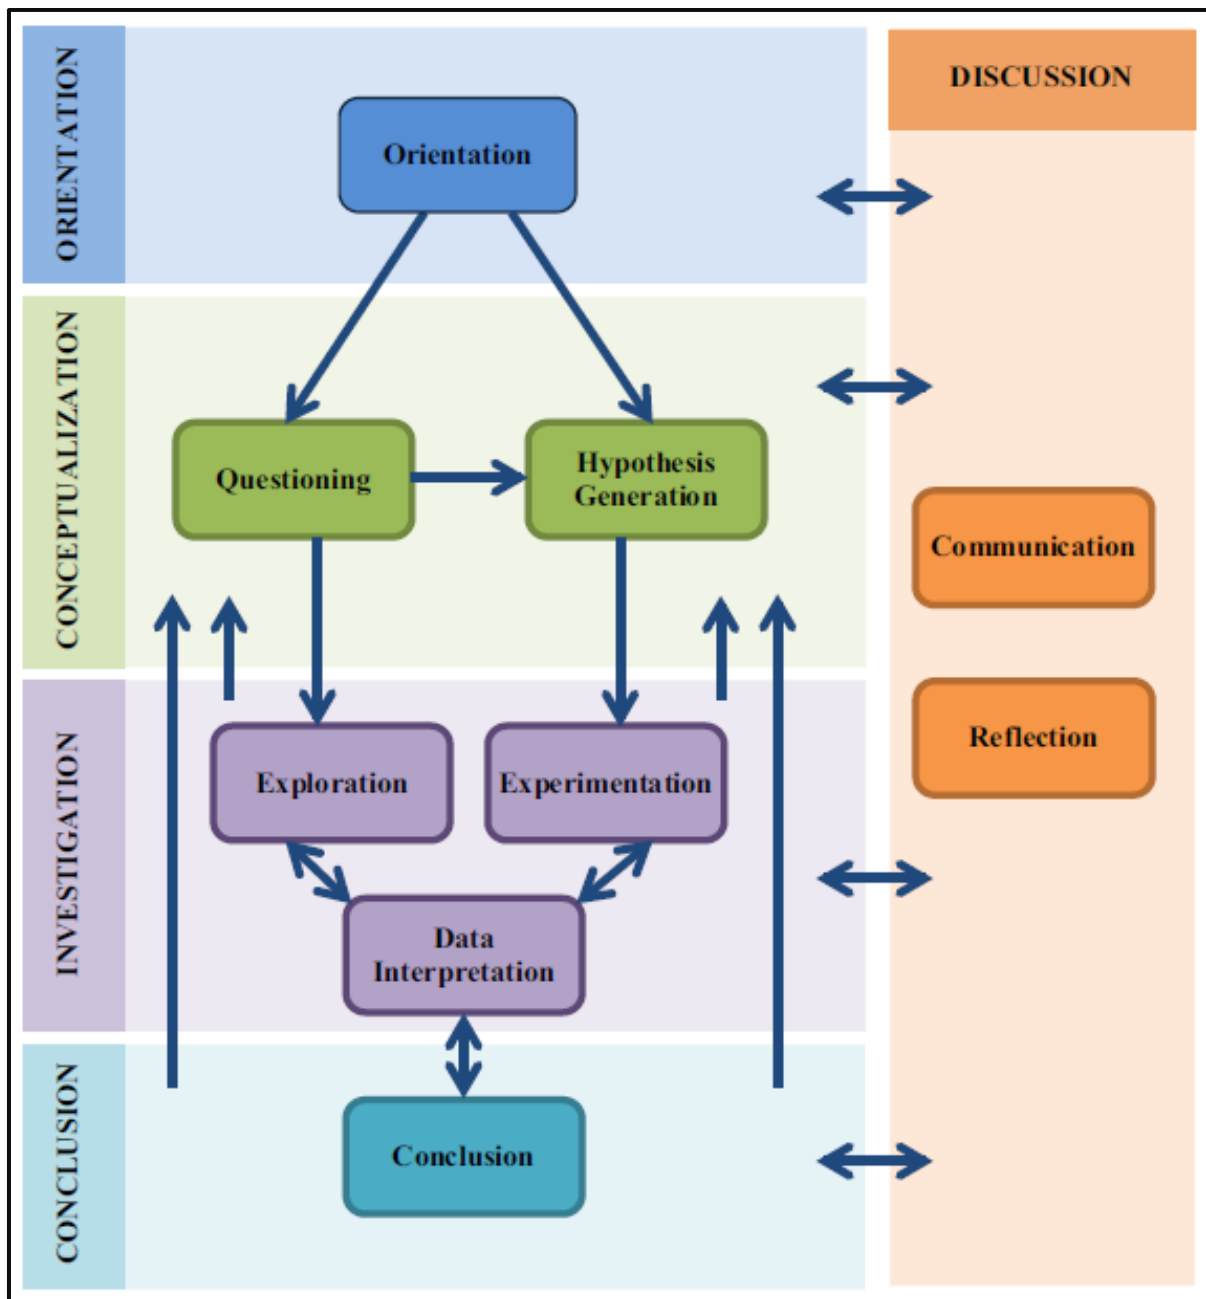 ORIENTATION
Orientation
CONCEPTUALIZATION
Questioning
Hypothesis
Generation
INVESTIGATION
Exploration
Experimentation
Data
Interpretation
CONCLUSION
Conclusion
DISCUSSION
Communication
Reflection